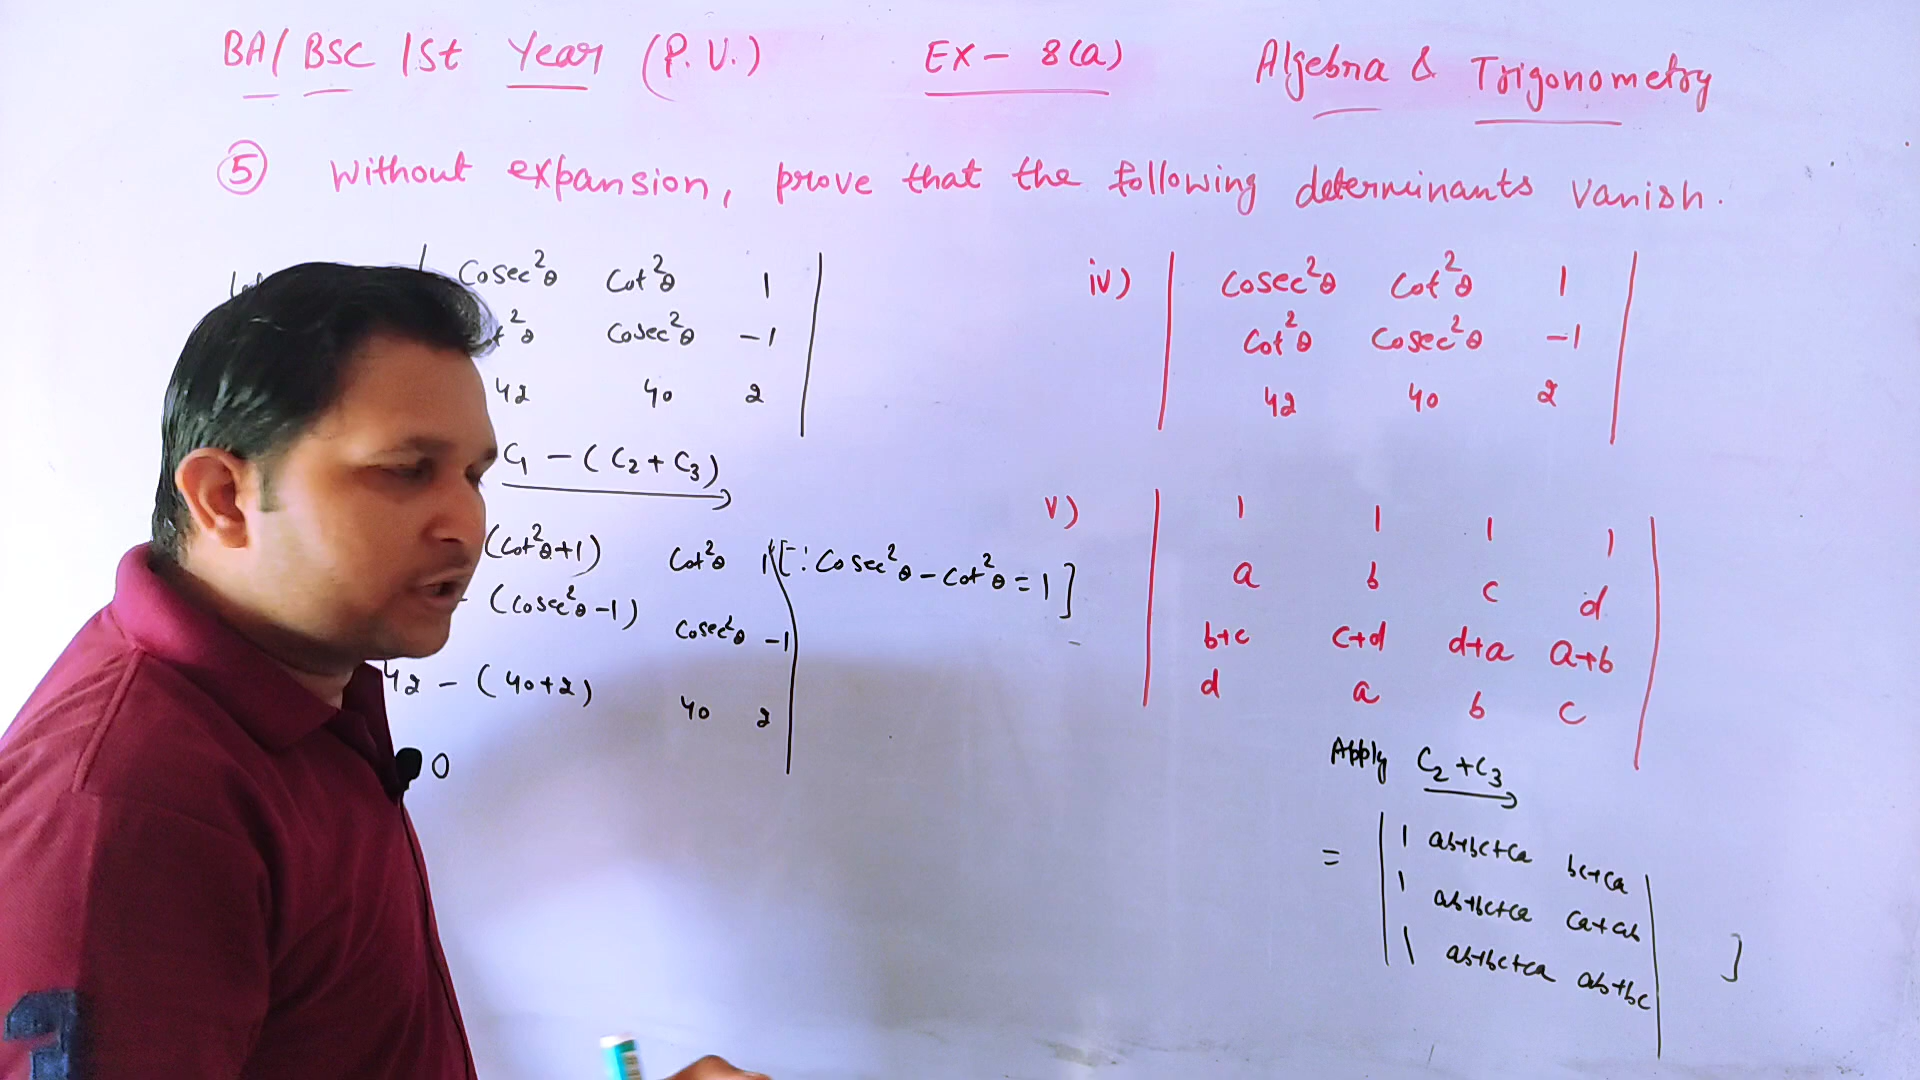 BA/ BSC 1St Year (P.U.) EX- 8(a) Algebra & Trigonometry
⑤ Without expansion, prove that the following determinants vanish.
Cosec²θ Cot²θ 1
t²θ Cosec²θ -1
42 40 2
C₁ - (C₂ + C₃)
(Cot²θ+1) Cot²θ 1 [∵ Cosec²θ - Cot²θ = 1]
- (Cosec²θ -1) Cosec²θ -1
42 - (40+2) 40 2
0
iv) Cosec²θ Cot²θ 1
Cot²θ Cosec²θ -1
42 40 2
v) 1 1 1 1
a b c d
b+c c+d d+a a+b
d a b c
Apply C₂ + C₃
= 1 ab+bc+ca bc+ca
1 ab+bc+ca ca+ab
1 ab+bc+ca ab+bc ]